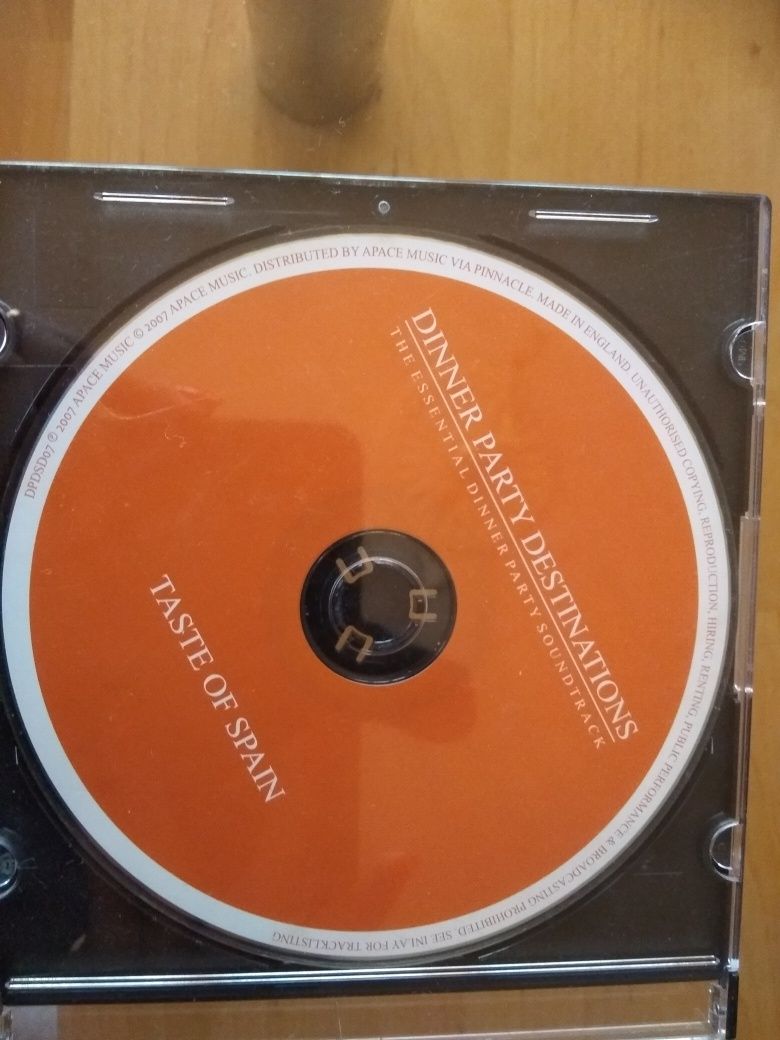 DINNER PARTY DESTINATIONS
THE ESSENTIAL DINNER PARTY SOUNDTRACK
TASTE OF SPAIN
DPDSD07 ℗ 2007 APACE MUSIC © 2007 APACE MUSIC. DISTRIBUTED BY APACE MUSIC VIA PINNACLE. MADE IN ENGLAND. UNAUTHORISED COPYING, REPRODUCTION, HIRING, RENTING, PUBLIC PERFORMANCE & BROADCASTING PROHIBITED. SEE INLAY FOR TRACKLISTING